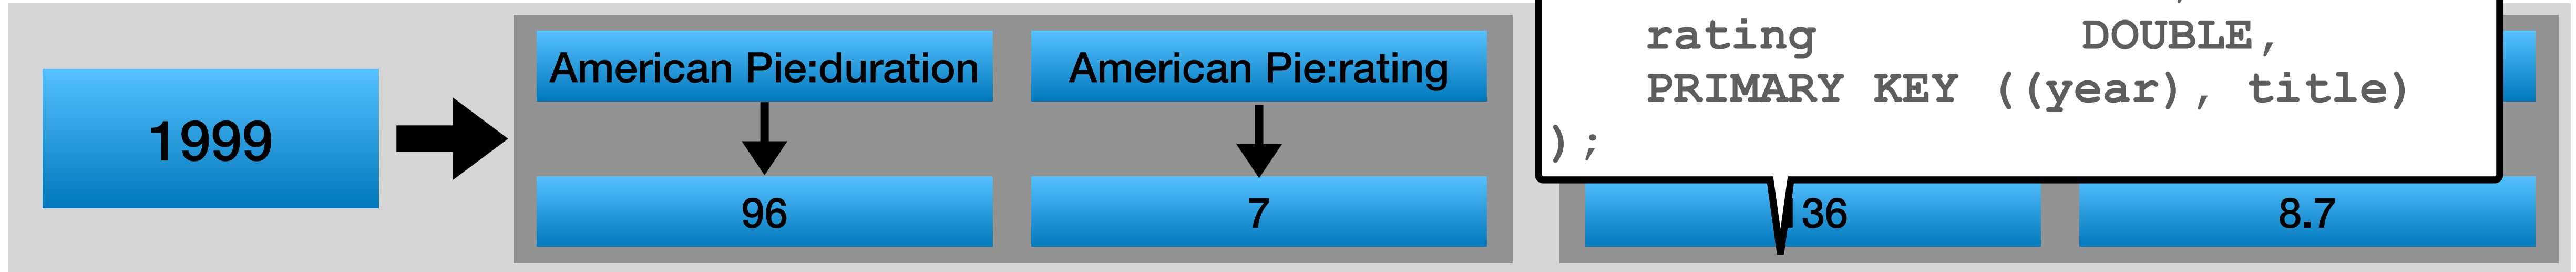 1999
American Pie:duration
American Pie:rating
96
7
rating DOUBLE,
PRIMARY KEY ((year), title)
);
36
8.7